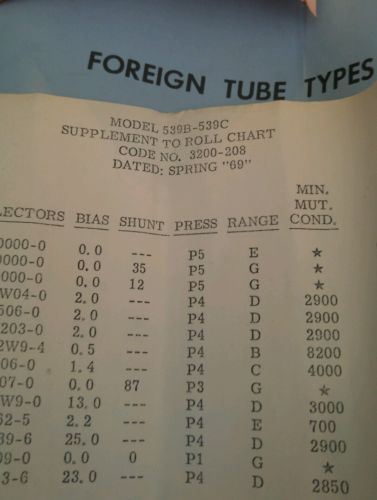 FOREIGN TUBE TYPES
MODEL 539B-539C
SUPPLEMENT TO ROLL CHART
CODE NO. 3200-208
DATED: SPRING "69"
LECTORS BIAS SHUNT PRESS RANGE MIN. MUT. COND.
0000-0 0.0 --- P5 E *
0000-0 0.0 35 P5 G *
000-0 0.0 12 P5 G *
W04-0 2.0 --- P4 D 2900
506-0 2.0 --- P4 D 2900
203-0 2.0 --- P4 D 2900
2W9-4 0.5 --- P4 B 8200
06-0 1.4 --- P4 C 4000
07-0 0.0 87 P3 G *
W9-0 13.0 --- P4 D 3000
62-5 2.2 --- P4 E 700
39-6 25.0 --- P4 D 2900
09-0 0.0 0 P1 G *
3-6 23.0 --- P4 D 2850